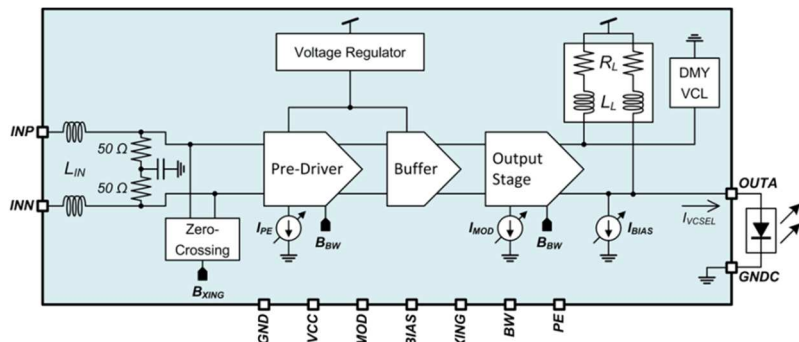 Voltage Regulator
R_L
L_L
DMY
VCL
INP
50 Ω
L_IN
50 Ω
INN
Pre-Driver
Buffer
Output
Stage
OUTA
Zero-
Crossing
I_PE
B_BW
I_MOD
B_BW
I_BIAS
I_VCSEL
GNDC
B_XING
GND
VCC
MOD
BIAS
XING
BW
PE